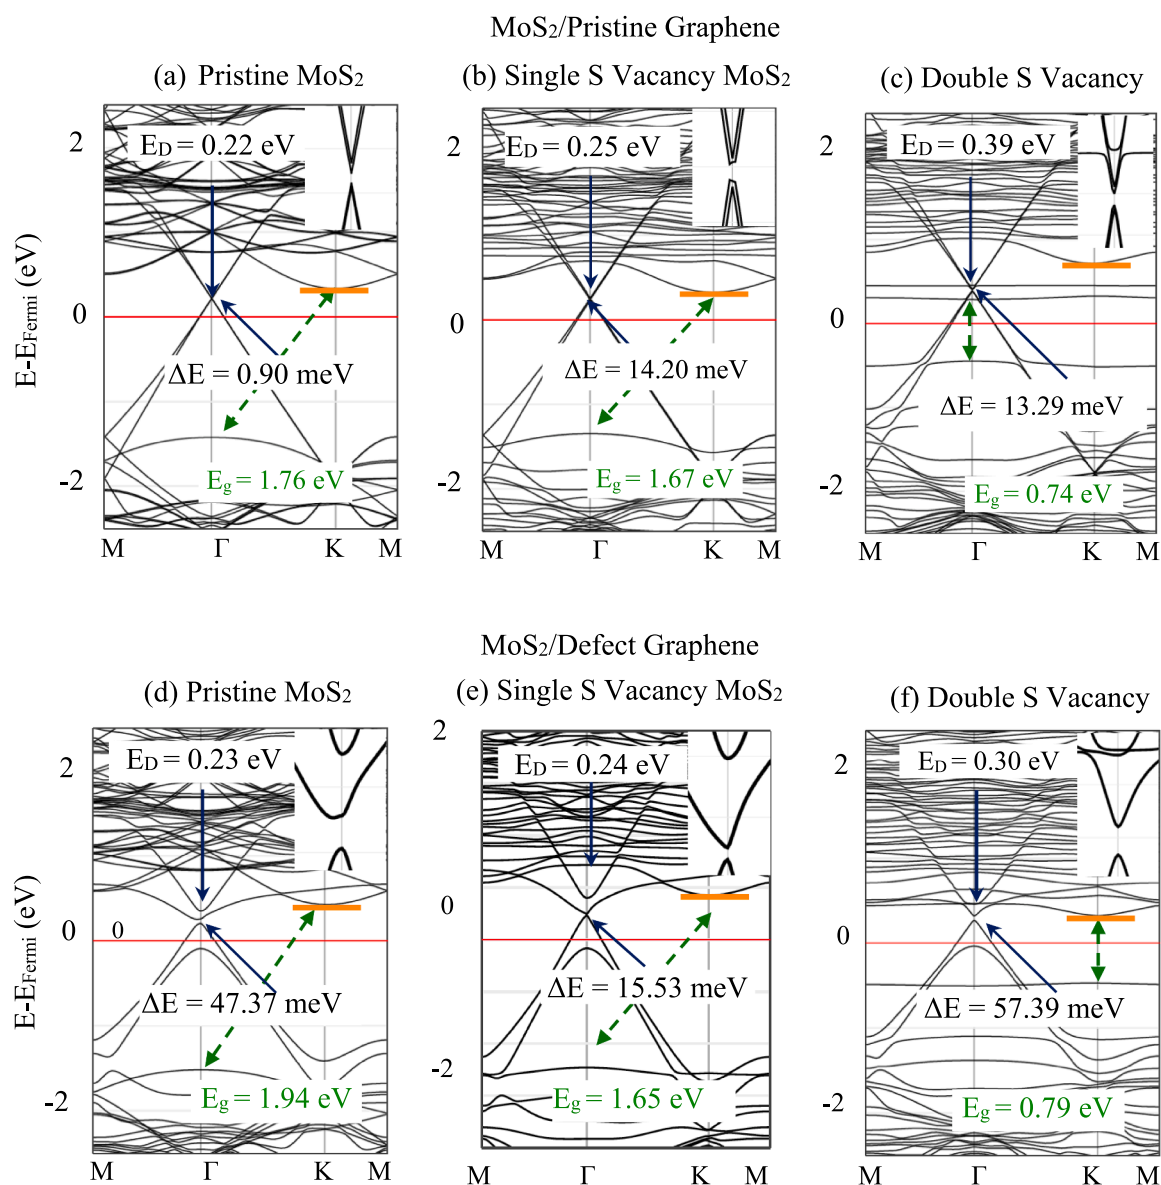 MoS₂/Pristine Graphene
(a) Pristine MoS₂
(b) Single S Vacancy MoS₂
(c) Double S Vacancy
E-E_Fermi (eV)
2
0
-2
E_D = 0.22 eV
ΔE = 0.90 meV
E_g = 1.76 eV
M Γ K M
2
0
-2
E_D = 0.25 eV
ΔE = 14.20 meV
E_g = 1.67 eV
M Γ K M
2
0
-2
E_D = 0.39 eV
ΔE = 13.29 meV
E_g = 0.74 eV
M Γ K M
MoS₂/Defect Graphene
(d) Pristine MoS₂
(e) Single S Vacancy MoS₂
(f) Double S Vacancy
E-E_Fermi (eV)
2
0
-2
E_D = 0.23 eV
0
ΔE = 47.37 meV
E_g = 1.94 eV
M Γ K M
2
0
-2
E_D = 0.24 eV
ΔE = 15.53 meV
E_g = 1.65 eV
M Γ K M
2
0
-2
E_D = 0.30 eV
ΔE = 57.39 meV
E_g = 0.79 eV
M Γ K M